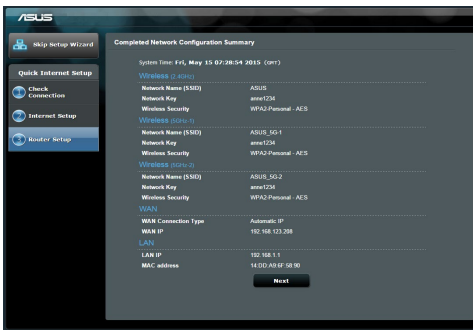 ASUS
Skip Setup Wizard
Quick Internet Setup
1 Check Connection
2 Internet Setup
3 Router Setup
Completed Network Configuration Summary
System Time: Fri, May 15 07:28:54 2015 (GMT)
Wireless (2.4GHz)
Network Name (SSID) ASUS
Network Key anne1234
Wireless Security WPA2-Personal - AES
Wireless (5GHz-1)
Network Name (SSID) ASUS_5G-1
Network Key anne1234
Wireless Security WPA2-Personal - AES
Wireless (5GHz-2)
Network Name (SSID) ASUS_5G-2
Network Key anne1234
Wireless Security WPA2-Personal - AES
WAN
WAN Connection Type Automatic IP
WAN IP 192.168.123.208
LAN
LAN IP 192.168.1.1
MAC address 14:DD:A9:6F:58:90
Next